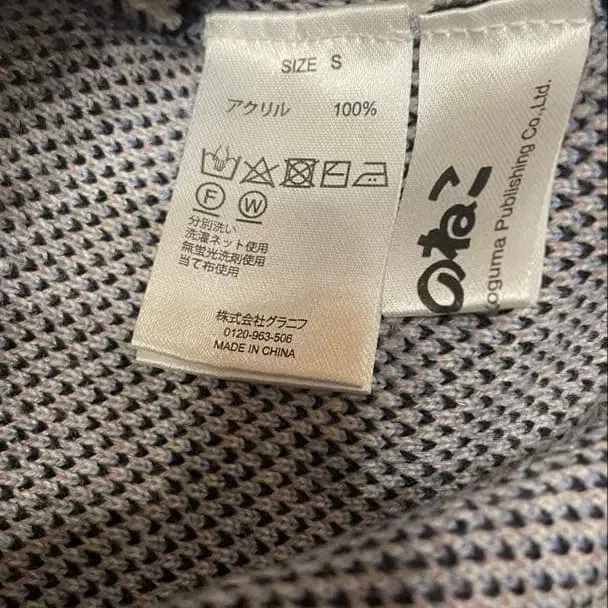 SIZE S
アクリル 100%
F W
分別洗い
洗濯ネット使用
無蛍光洗剤使用
当て布使用
株式会社グラニフ
0120-963-506
MADE IN CHINA
のねこ
oguma Publishing Co.,Ltd.